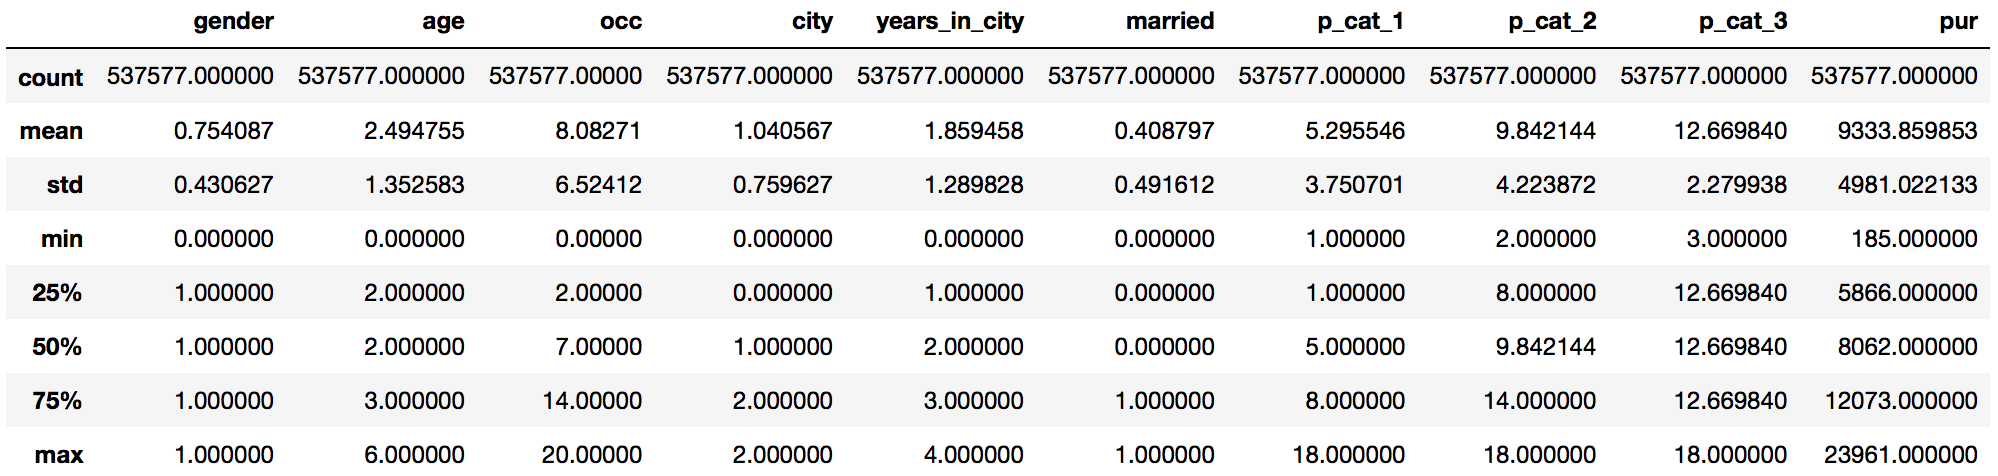 gender age occ city years_in_city married p_cat_1 p_cat_2 p_cat_3 pur
count 537577.000000 537577.000000 537577.00000 537577.000000 537577.000000 537577.000000 537577.000000 537577.000000 537577.000000 537577.000000
mean 0.754087 2.494755 8.08271 1.040567 1.859458 0.408797 5.295546 9.842144 12.669840 9333.859853
std 0.430627 1.352583 6.52412 0.759627 1.289828 0.491612 3.750701 4.223872 2.279938 4981.022133
min 0.000000 0.000000 0.00000 0.000000 0.000000 0.000000 1.000000 2.000000 3.000000 185.000000
25% 1.000000 2.000000 2.00000 0.000000 1.000000 0.000000 1.000000 8.000000 12.669840 5866.000000
50% 1.000000 2.000000 7.00000 1.000000 2.000000 0.000000 5.000000 9.842144 12.669840 8062.000000
75% 1.000000 3.000000 14.00000 2.000000 3.000000 1.000000 8.000000 14.000000 12.669840 12073.000000
max 1.000000 6.000000 20.00000 2.000000 4.000000 1.000000 18.000000 18.000000 18.000000 23961.000000